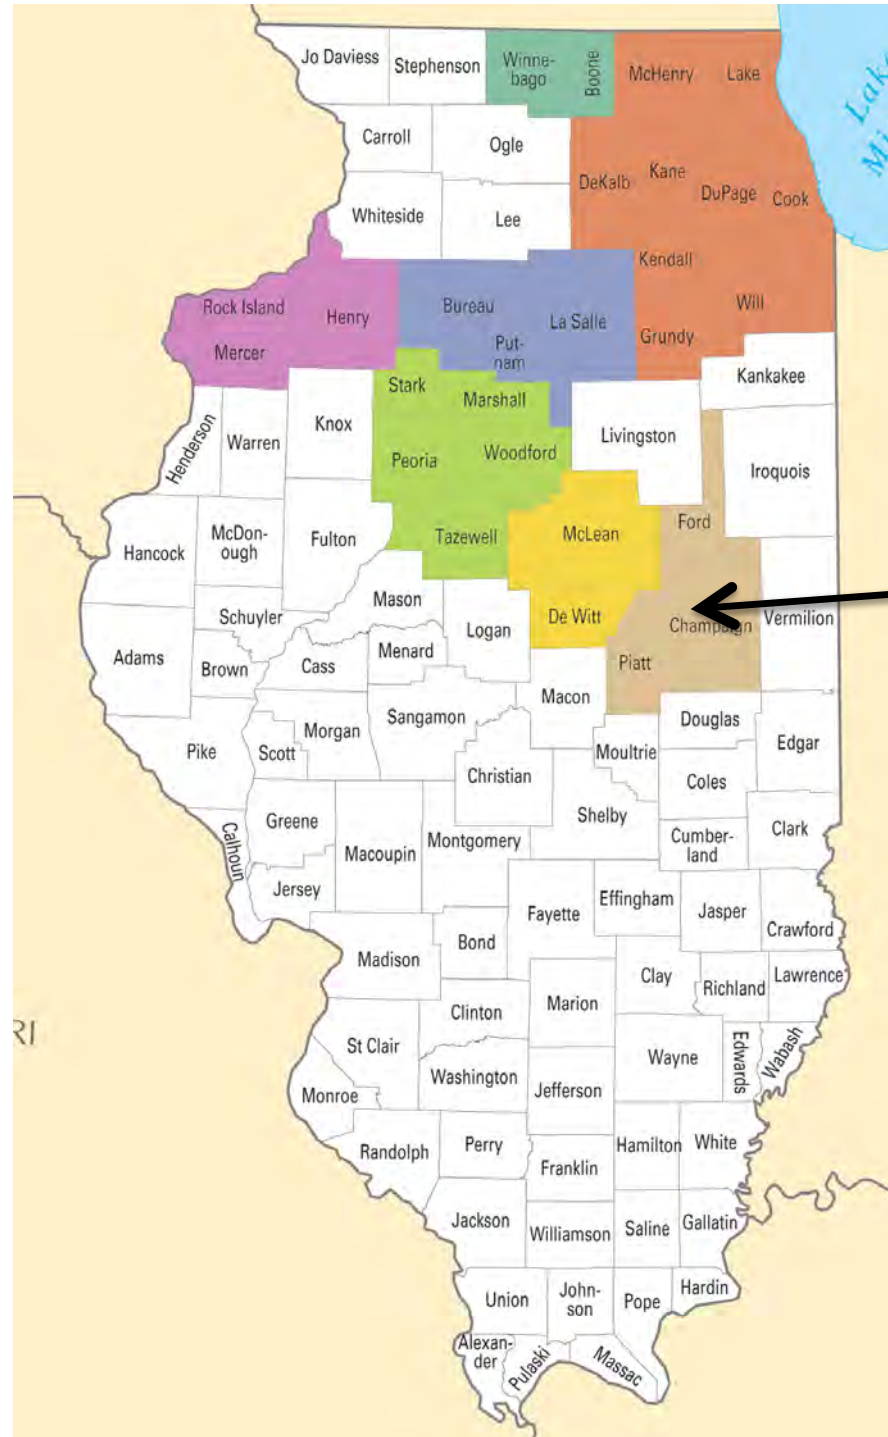 Jo Daviess
Stephenson
Winne-
bago
Boone
McHenry
Lake
Lake
Mi
Carroll
Ogle
DeKalb
Kane
DuPage
Cook
Whiteside
Lee
Kendall
Rock Island
Henry
Bureau
La Salle
Will
Mercer
Put-
nam
Grundy
Kankakee
Stark
Marshall
Henderson
Warren
Knox
Peoria
Woodford
Livingston
Iroquois
Hancock
McDon-
ough
Fulton
Tazewell
McLean
Ford
Schuyler
Mason
Logan
De Witt
Champaign
Vermilion
Adams
Brown
Cass
Menard
Piatt
Macon
Pike
Scott
Morgan
Sangamon
Christian
Moultrie
Douglas
Edgar
Coles
Calhoun
Greene
Macoupin
Montgomery
Shelby
Cumber-
land
Clark
Jersey
Fayette
Effingham
Jasper
Crawford
Madison
Bond
Clay
Richland
Lawrence
RI
St Clair
Clinton
Marion
Wayne
Edwards
Wabash
Monroe
Washington
Jefferson
Randolph
Perry
Franklin
Hamilton
White
Jackson
Williamson
Saline
Gallatin
Union
John-
son
Pope
Hardin
Alexan-
der
Pulaski
Massac